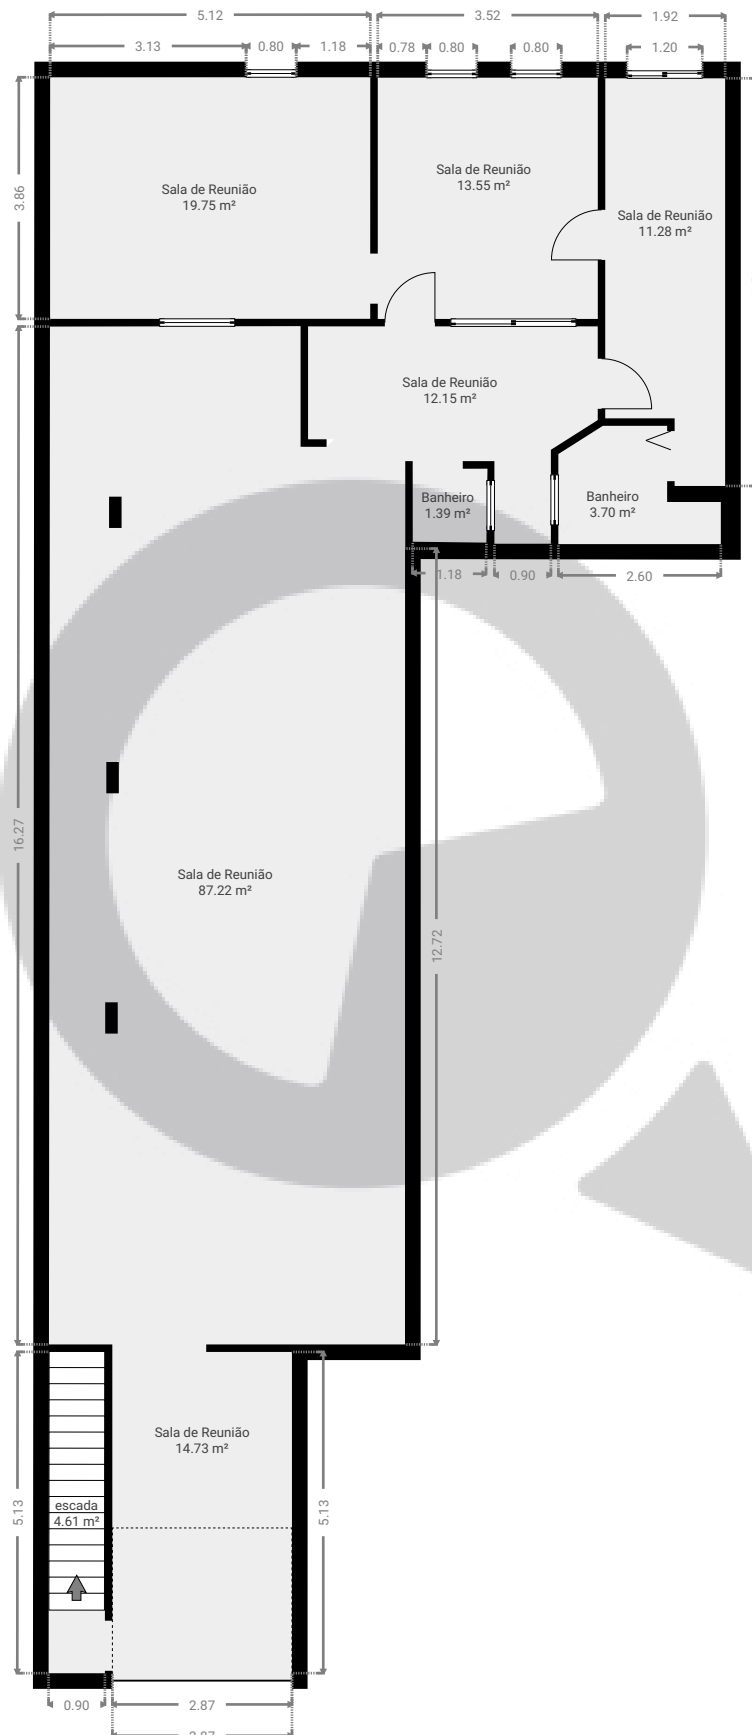 5.12
3.52
1.92
3.13
0.80
1.18
0.78
0.80
0.80
1.20
3.86
Sala de Reunião
19.75 m²
Sala de Reunião
13.55 m²
Sala de Reunião
11.28 m²
Sala de Reunião
12.15 m²
Banheiro
1.39 m²
Banheiro
3.70 m²
1.18
0.90
2.60
16.27
Sala de Reunião
87.22 m²
12.72
Sala de Reunião
14.73 m²
5.13
escada
4.61 m²
5.13
0.90
2.87
2.87